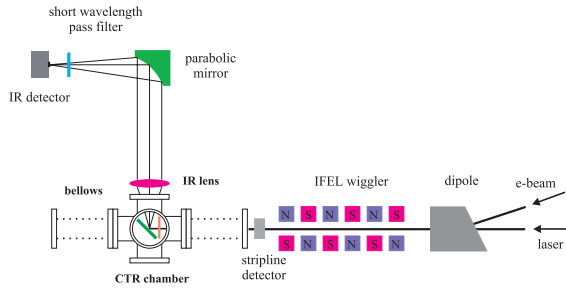 short wavelength
pass filter
parabolic
mirror
IR detector
bellows
IR lens
IFEL wiggler
dipole
e-beam
N S N S N S
laser
S N S N S N
stripline
detector
CTR chamber